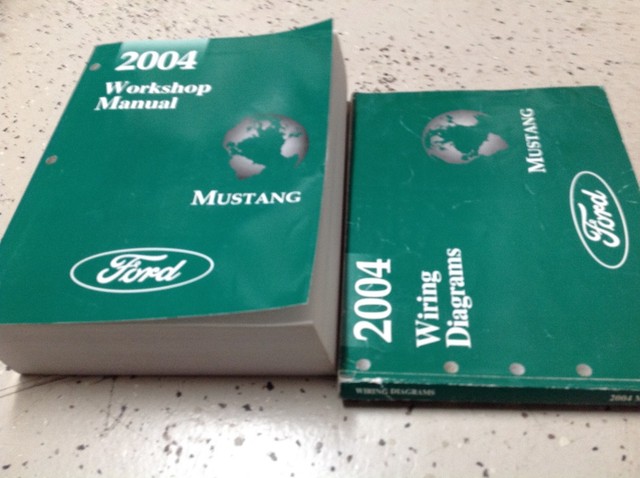 2004
Workshop
Manual
MUSTANG
Ford
MUSTANG
Ford
2004
Wiring
Diagrams
WIRING DIAGRAMS
2004